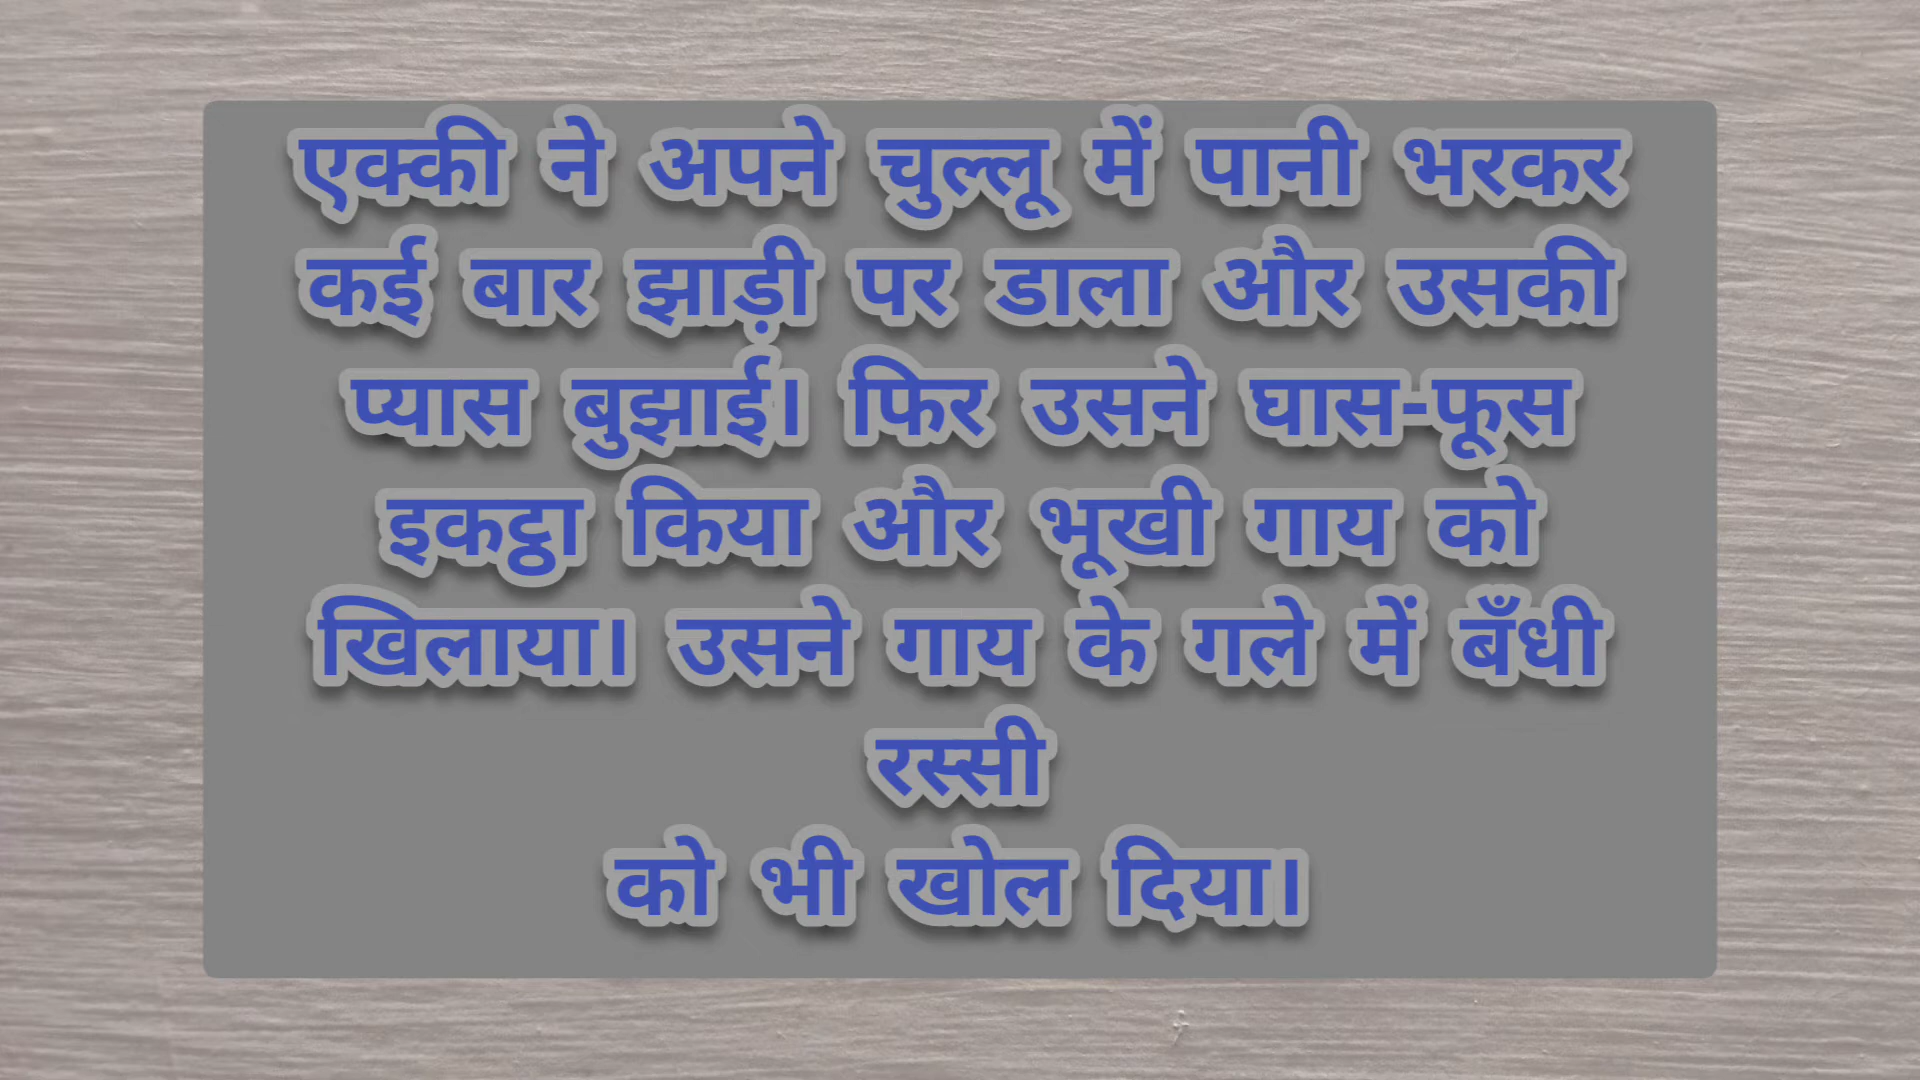 एक्की ने अपने चुल्लू में पानी भरकर
कई बार झाड़ी पर डाला और उसकी
प्यास बुझाई। फिर उसने घास-फूस
इकट्ठा किया और भूखी गाय को
खिलाया। उसने गाय के गले में बँधी
रस्सी
को भी खोल दिया।